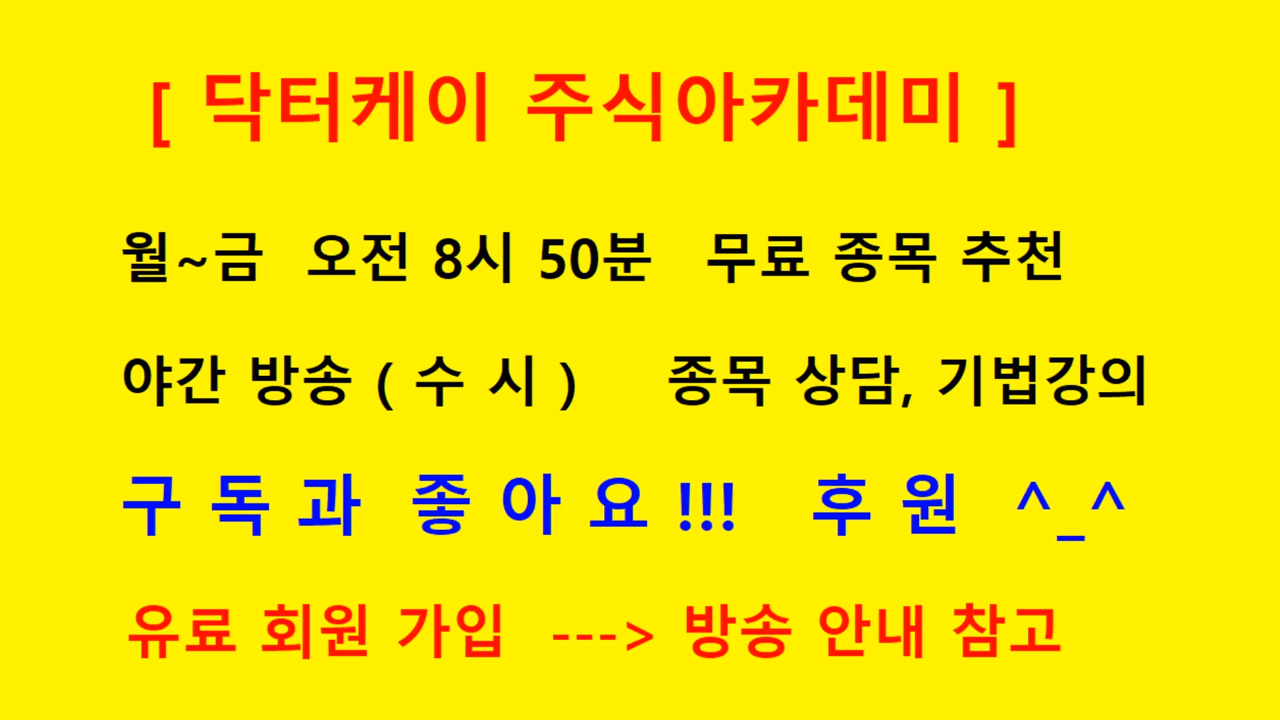 [ 닥터케이 주식아카데미 ]
월~금 오전 8시 50분 무료 종목 추천
야간 방송 ( 수 시 ) 종목 상담, 기법강의
구 독 과 좋 아 요 !!! 후 원 ^_^
유료 회원 가입 ---> 방송 안내 참고